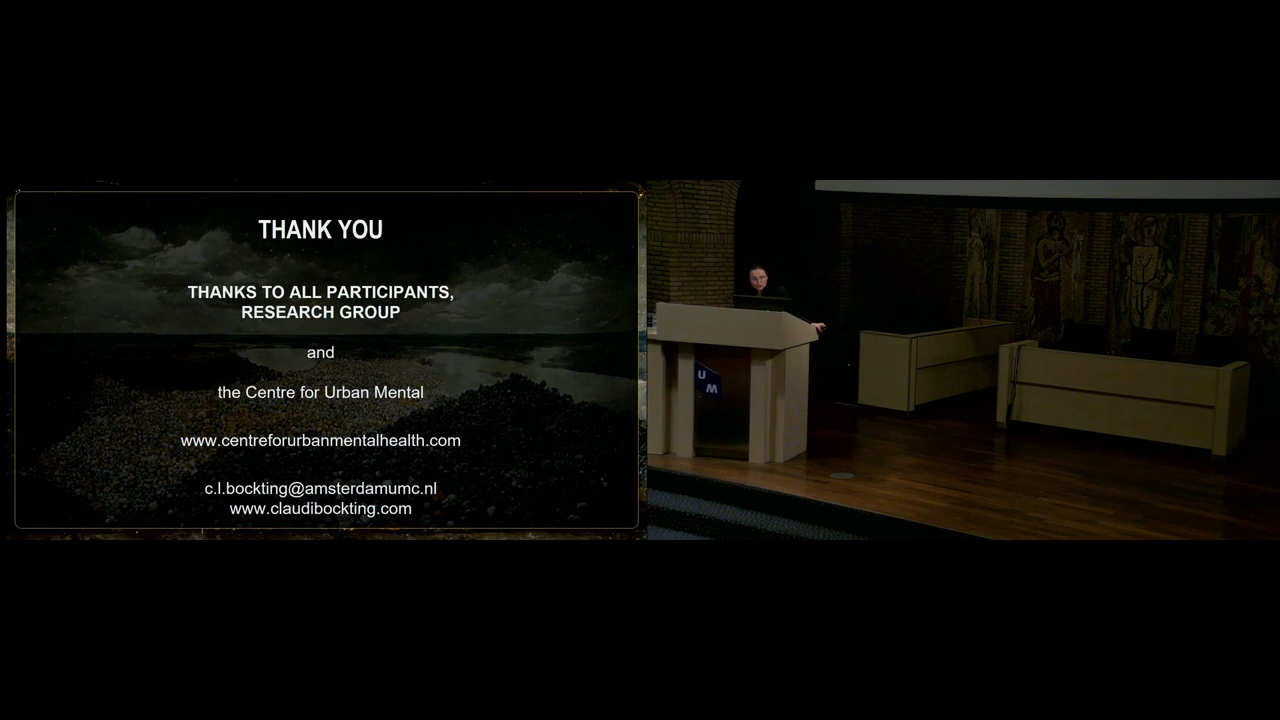 THANK YOU
THANKS TO ALL PARTICIPANTS,
RESEARCH GROUP
and
the Centre for Urban Mental
www.centreforurbanmentalhealth.com
c.l.bockting@amsterdamumc.nl
www.claudibockting.com
U
M